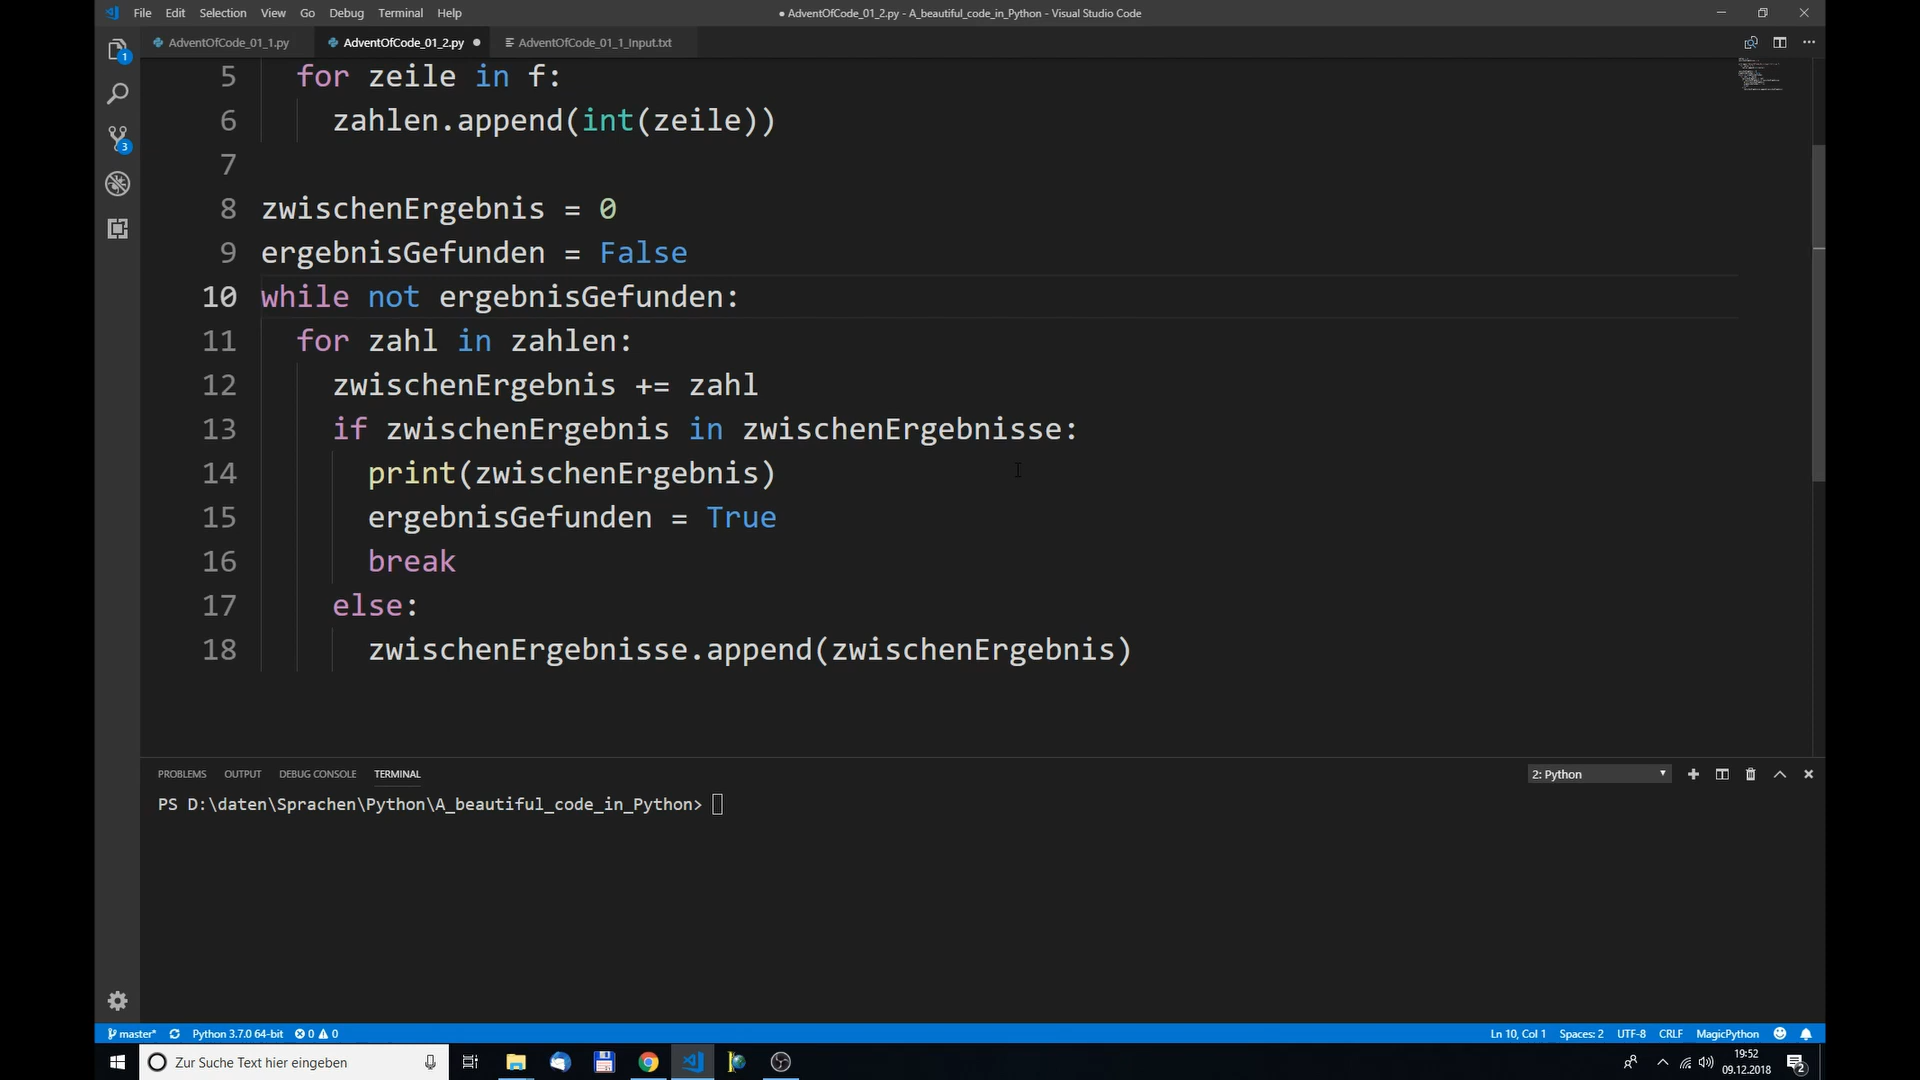 File Edit Selection View Go Debug Terminal Help
● AdventOfCode_01_2.py - A_beautiful_code_in_Python - Visual Studio Code
AdventOfCode_01_1.py
AdventOfCode_01_2.py
AdventOfCode_01_1_Input.txt
1
3
5 for zeile in f:
6 zahlen.append(int(zeile))
7
8 zwischenErgebnis = 0
9 ergebnisGefunden = False
10 while not ergebnisGefunden:
11 for zahl in zahlen:
12 zwischenErgebnis += zahl
13 if zwischenErgebnis in zwischenErgebnisse:
14 print(zwischenErgebnis)
15 ergebnisGefunden = True
16 break
17 else:
18 zwischenErgebnisse.append(zwischenErgebnis)
PROBLEMS OUTPUT DEBUG CONSOLE TERMINAL
2: Python
PS D:\daten\Sprachen\Python\A_beautiful_code_in_Python>
master* Python 3.7.0 64-bit 0 0
Ln 10, Col 1 Spaces: 2 UTF-8 CRLF MagicPython
Zur Suche Text hier eingeben
19:52
09.12.2018
2